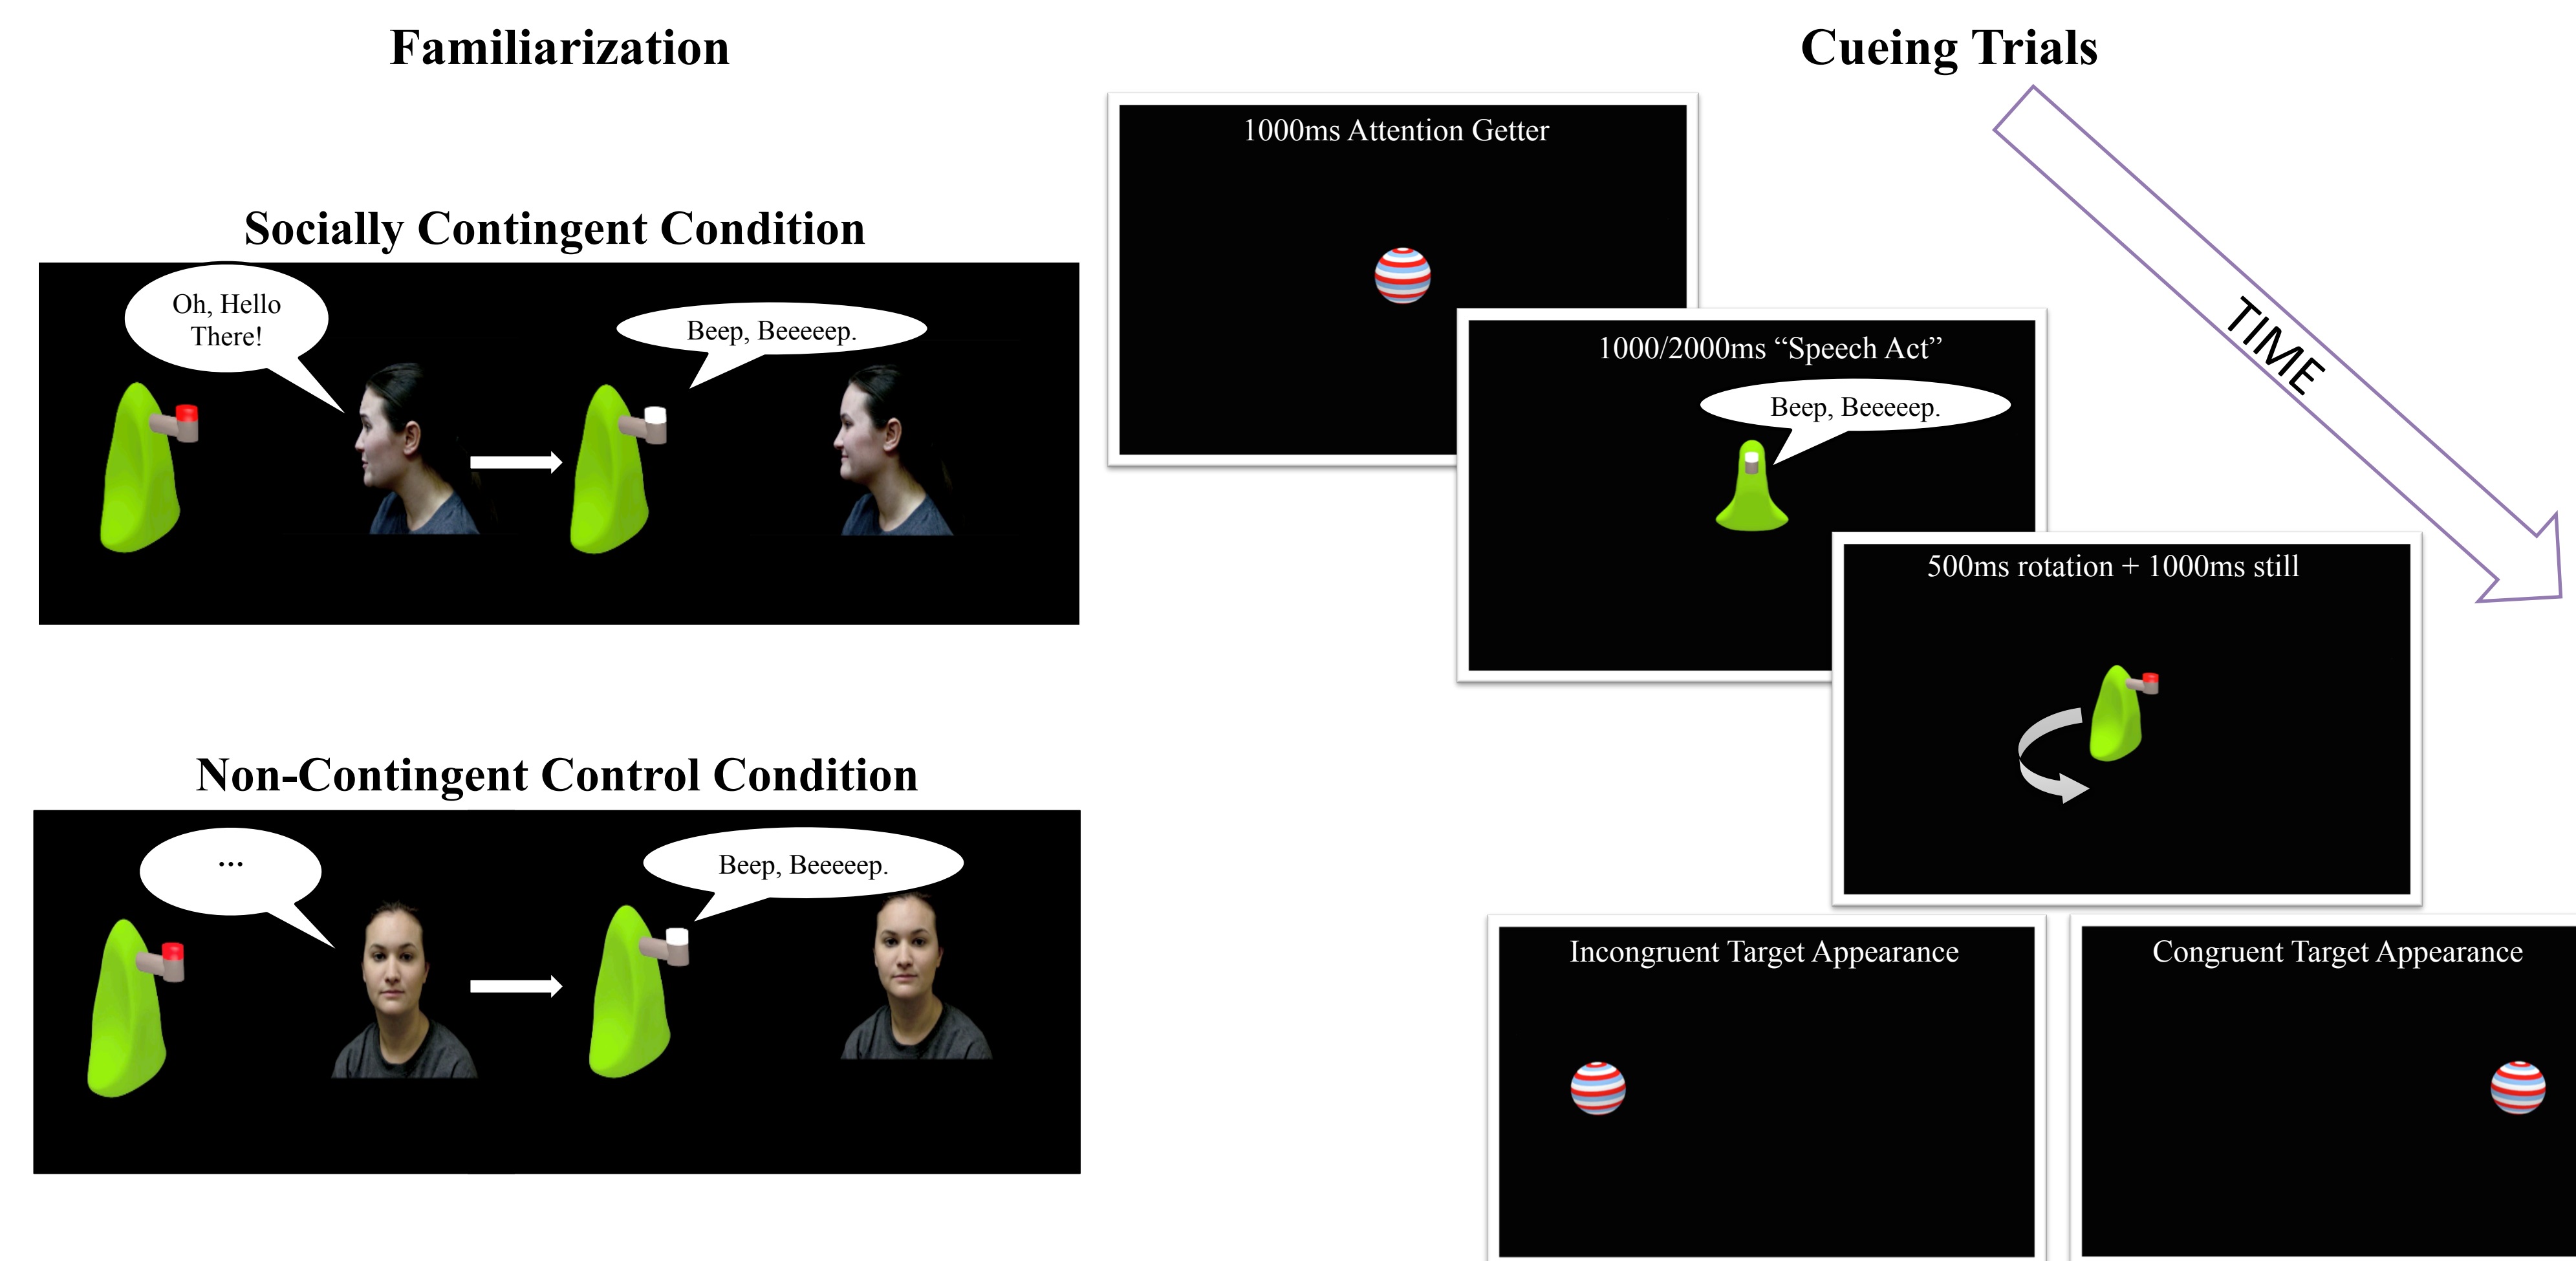 Familiarization
Socially Contingent Condition
Oh, Hello
There!
Beep, Beeeeep.
Non-Contingent Control Condition
...
Beep, Beeeeep.
Cueing Trials
TIME
1000ms Attention Getter
1000/2000ms “Speech Act”
Beep, Beeeeep.
500ms rotation + 1000ms still
Incongruent Target Appearance
Congruent Target Appearance